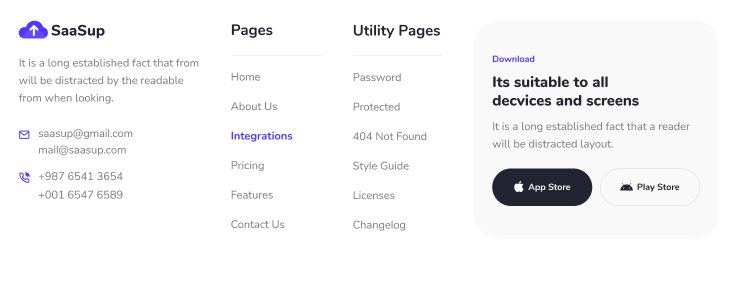 SaaSup
It is a long established fact that from
will be distracted by the readable
from when looking.
saasup@gmail.com
mail@saasup.com
+987 6541 3654
+001 6547 6589
Pages
Home
About Us
Integrations
Pricing
Features
Contact Us
Utility Pages
Password
Protected
404 Not Found
Style Guide
Licenses
Changelog
Download
Its suitable to all
decvices and screens
It is a long established fact that a reader
will be distracted layout.
App Store
Play Store